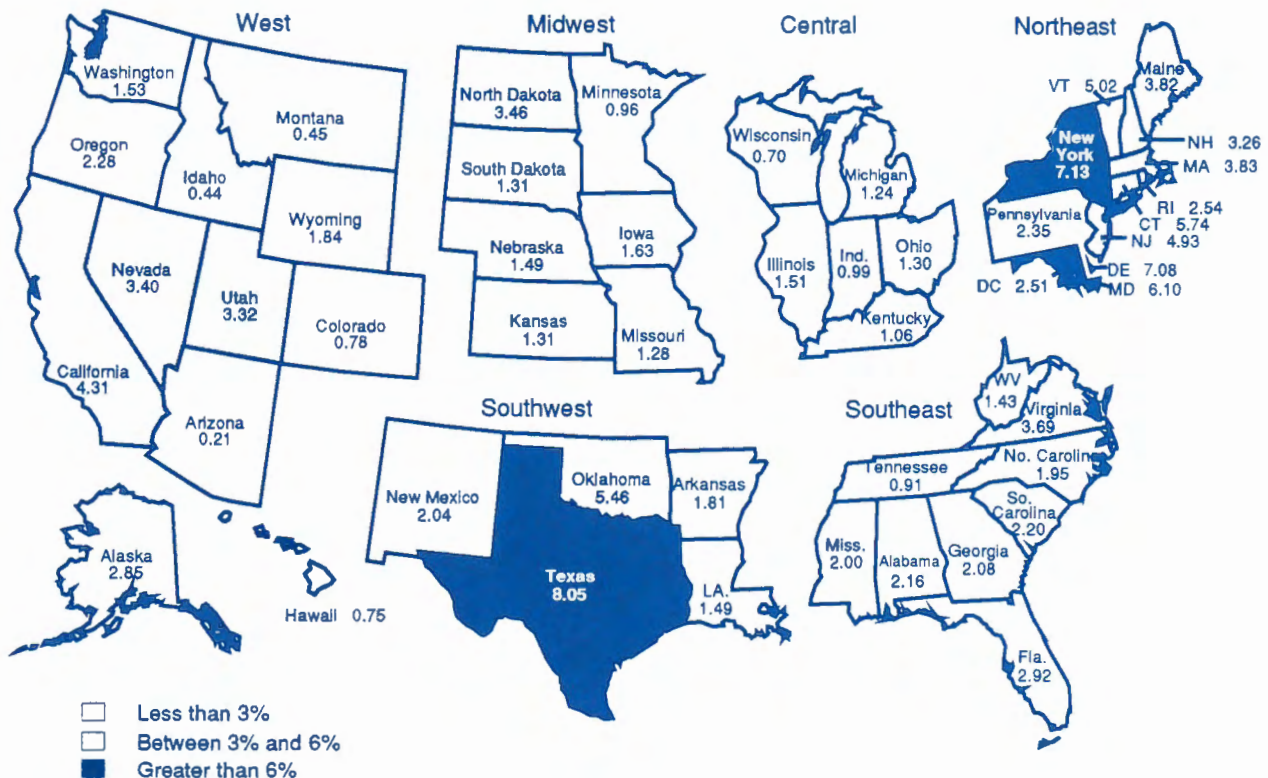 West
Washington
1.53
Montana
0.45
Oregon
2.28
Idaho
0.44
Wyoming
1.84
Nevada
3.40
Utah
3.32
Colorado
0.78
California
4.31
Arizona
0.21
Alaska
2.85
Hawaii 0.75
Midwest
North Dakota
3.46
Minnesota
0.96
South Dakota
1.31
Nebraska
1.49
Iowa
1.63
Kansas
1.31
Missouri
1.28
Central
Wisconsin
0.70
Michigan
1.24
Illinois
1.51
Ind.
0.99
Ohio
1.30
Kentucky
1.06
Northeast
Maine
3.82
VT 5.02
New
York
7.13
NH 3.26
MA 3.83
RI 2.54
CT 5.74
NJ 4.93
Pennsylvania
2.35
DE 7.08
MD 6.10
DC 2.51
Southwest
New Mexico
2.04
Oklahoma
5.46
Arkansas
1.81
Texas
8.05
LA.
1.49
Southeast
WV
1.43
Virginia
3.69
Tennessee
0.91
No. Carolina
1.95
So.
Carolina
2.20
Miss.
2.00
Alabama
2.16
Georgia
2.08
Fla.
2.92
Less than 3%
Between 3% and 6%
Greater than 6%